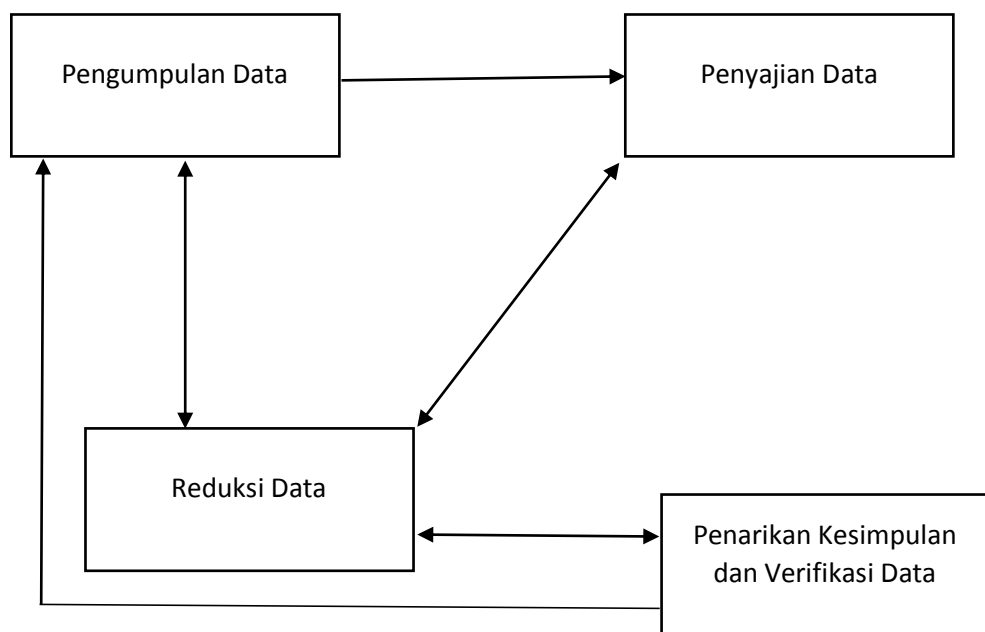 Pengumpulan Data
Penyajian Data
Reduksi Data
Penarikan Kesimpulan
dan Verifikasi Data